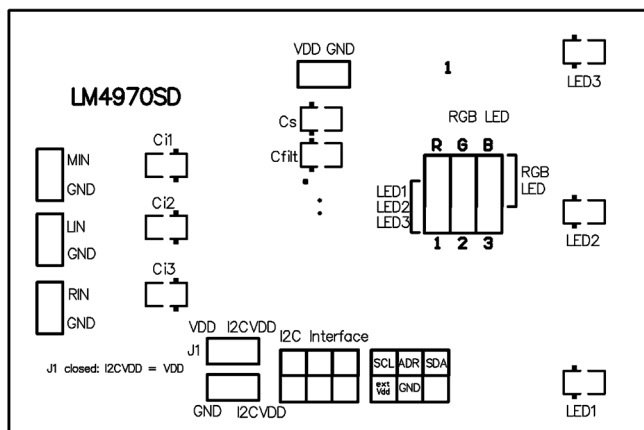 VDD GND
1
LED3
LM4970SD
Cs
RGB LED
Cfilt
Ci1
MIN
GND
R G B
RGB
LED
LED1
LED2
LED3
Ci2
LIN
GND
1 2 3
LED2
Ci3
RIN
GND
VDD I2CVDD
J1
I2C Interface
J1 closed: I2CVDD = VDD
SCL ADR SDA
ext
Vdd
GND
GND I2CVDD
LED1